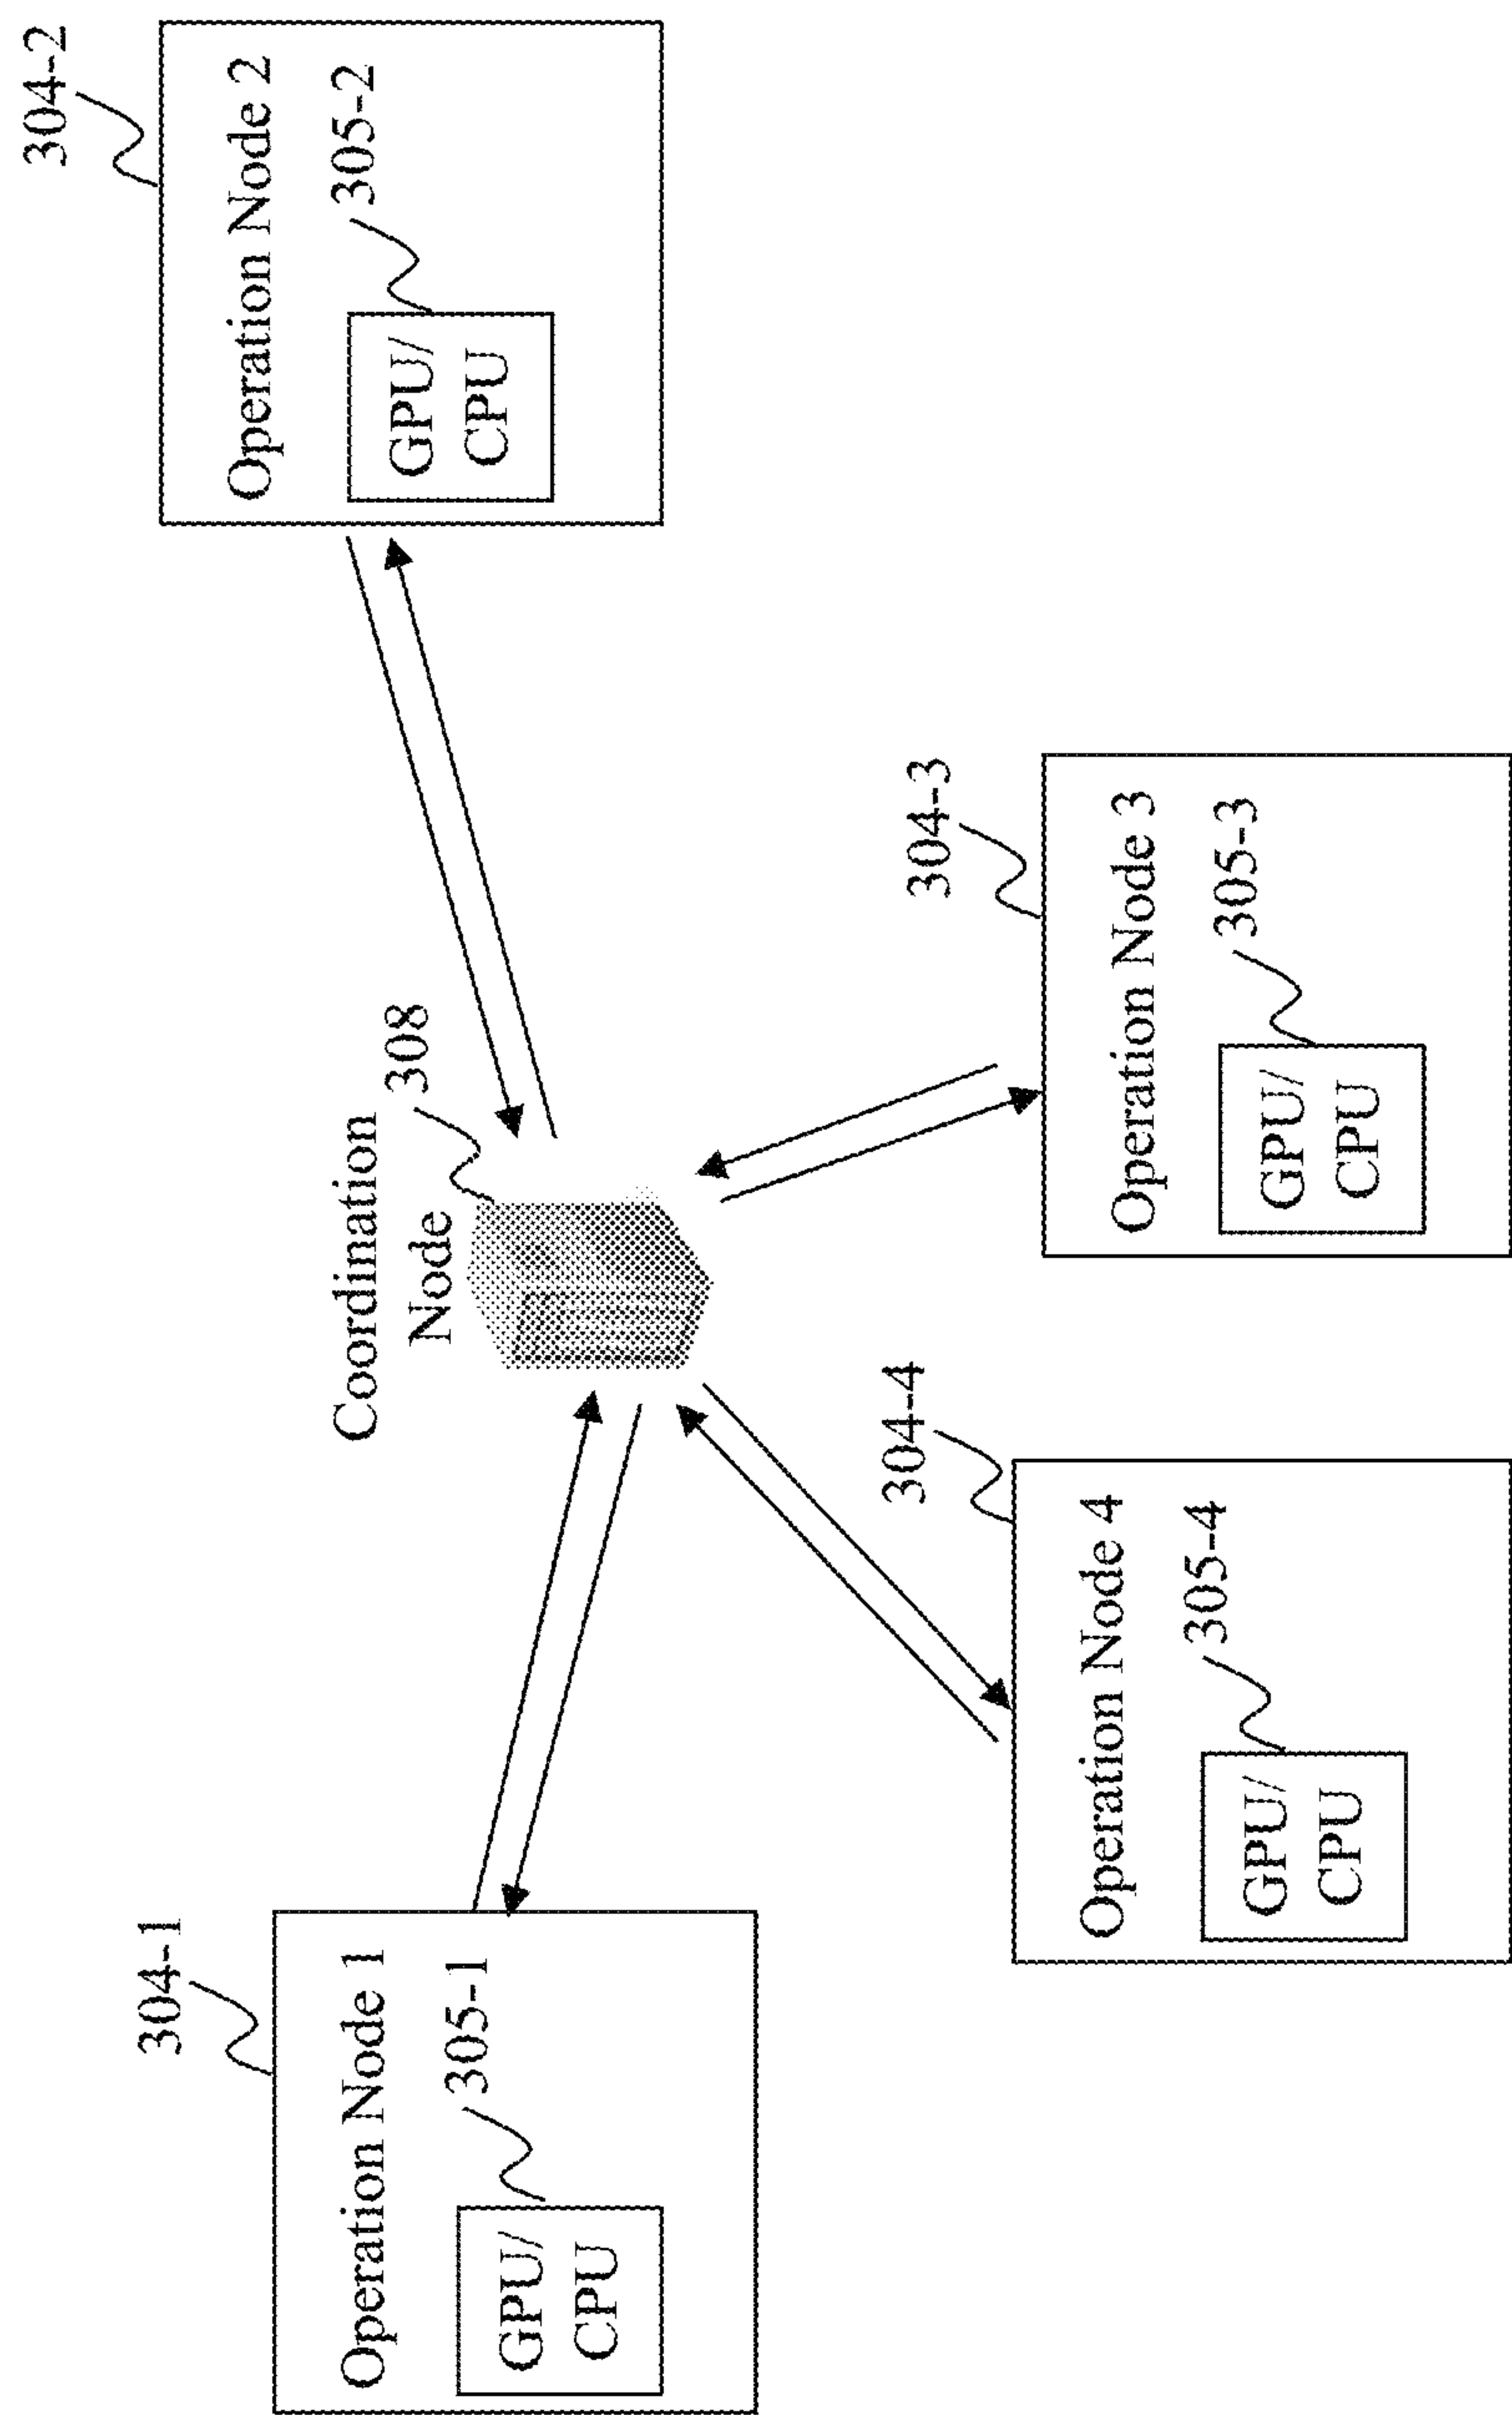 304-1
Operation Node 1
305-1
GPU/
CPU
Coordination
Node
308
304-2
Operation Node 2
305-2
GPU/
CPU
304-4
Operation Node 4
305-4
GPU/
CPU
304-3
Operation Node 3
305-3
GPU/
CPU